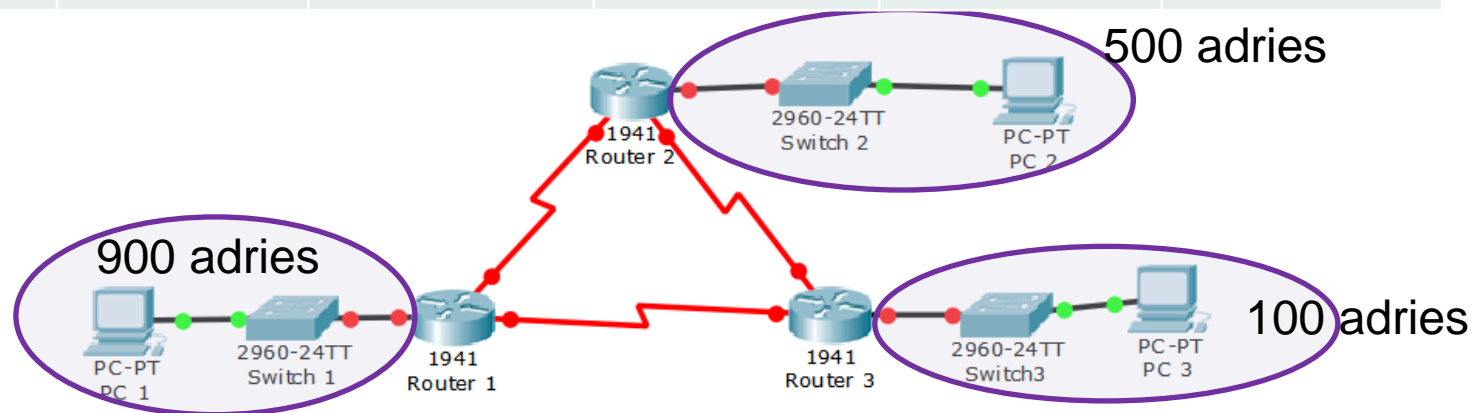 500 adries
2960-24TT
Switch 2
PC-PT
PC 2
1941
Router 2
900 adries
PC-PT
PC 1
2960-24TT
Switch 1
1941
Router 1
1941
Router 3
2960-24TT
Switch3
PC-PT
PC 3
100 adries